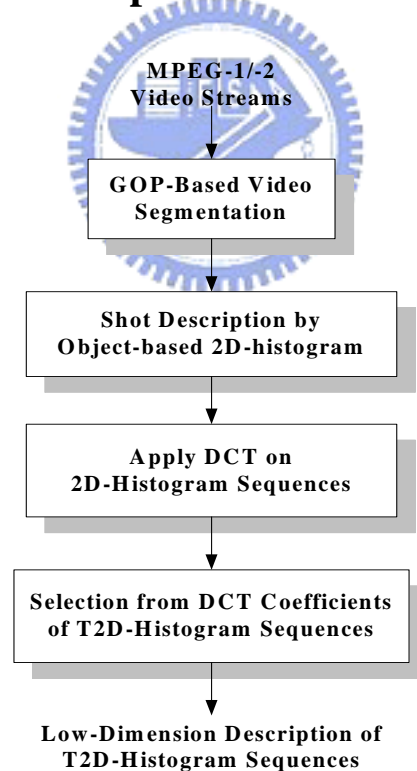 MPEG-1/-2
Video Streams
GOP-Based Video
Segmentation
Shot Description by
Object-based 2D-histogram
Apply DCT on
2D-Histogram Sequences
Selection from DCT Coefficients
of T2D-Histogram Sequences
Low-Dimension Description of
T2D-Histogram Sequences